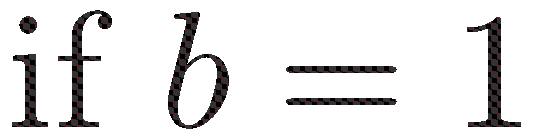 if b = 1